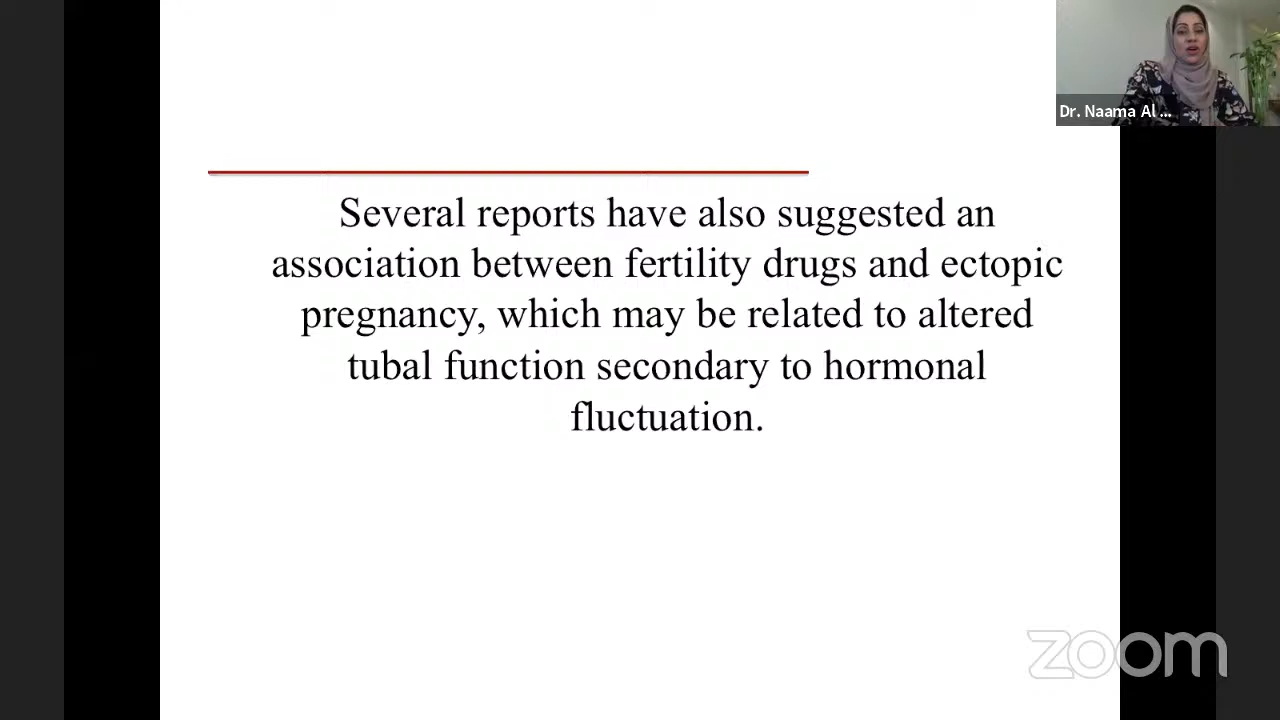 Dr. Naama Al ...
Several reports have also suggested an
association between fertility drugs and ectopic
pregnancy, which may be related to altered
tubal function secondary to hormonal
fluctuation.
zoom